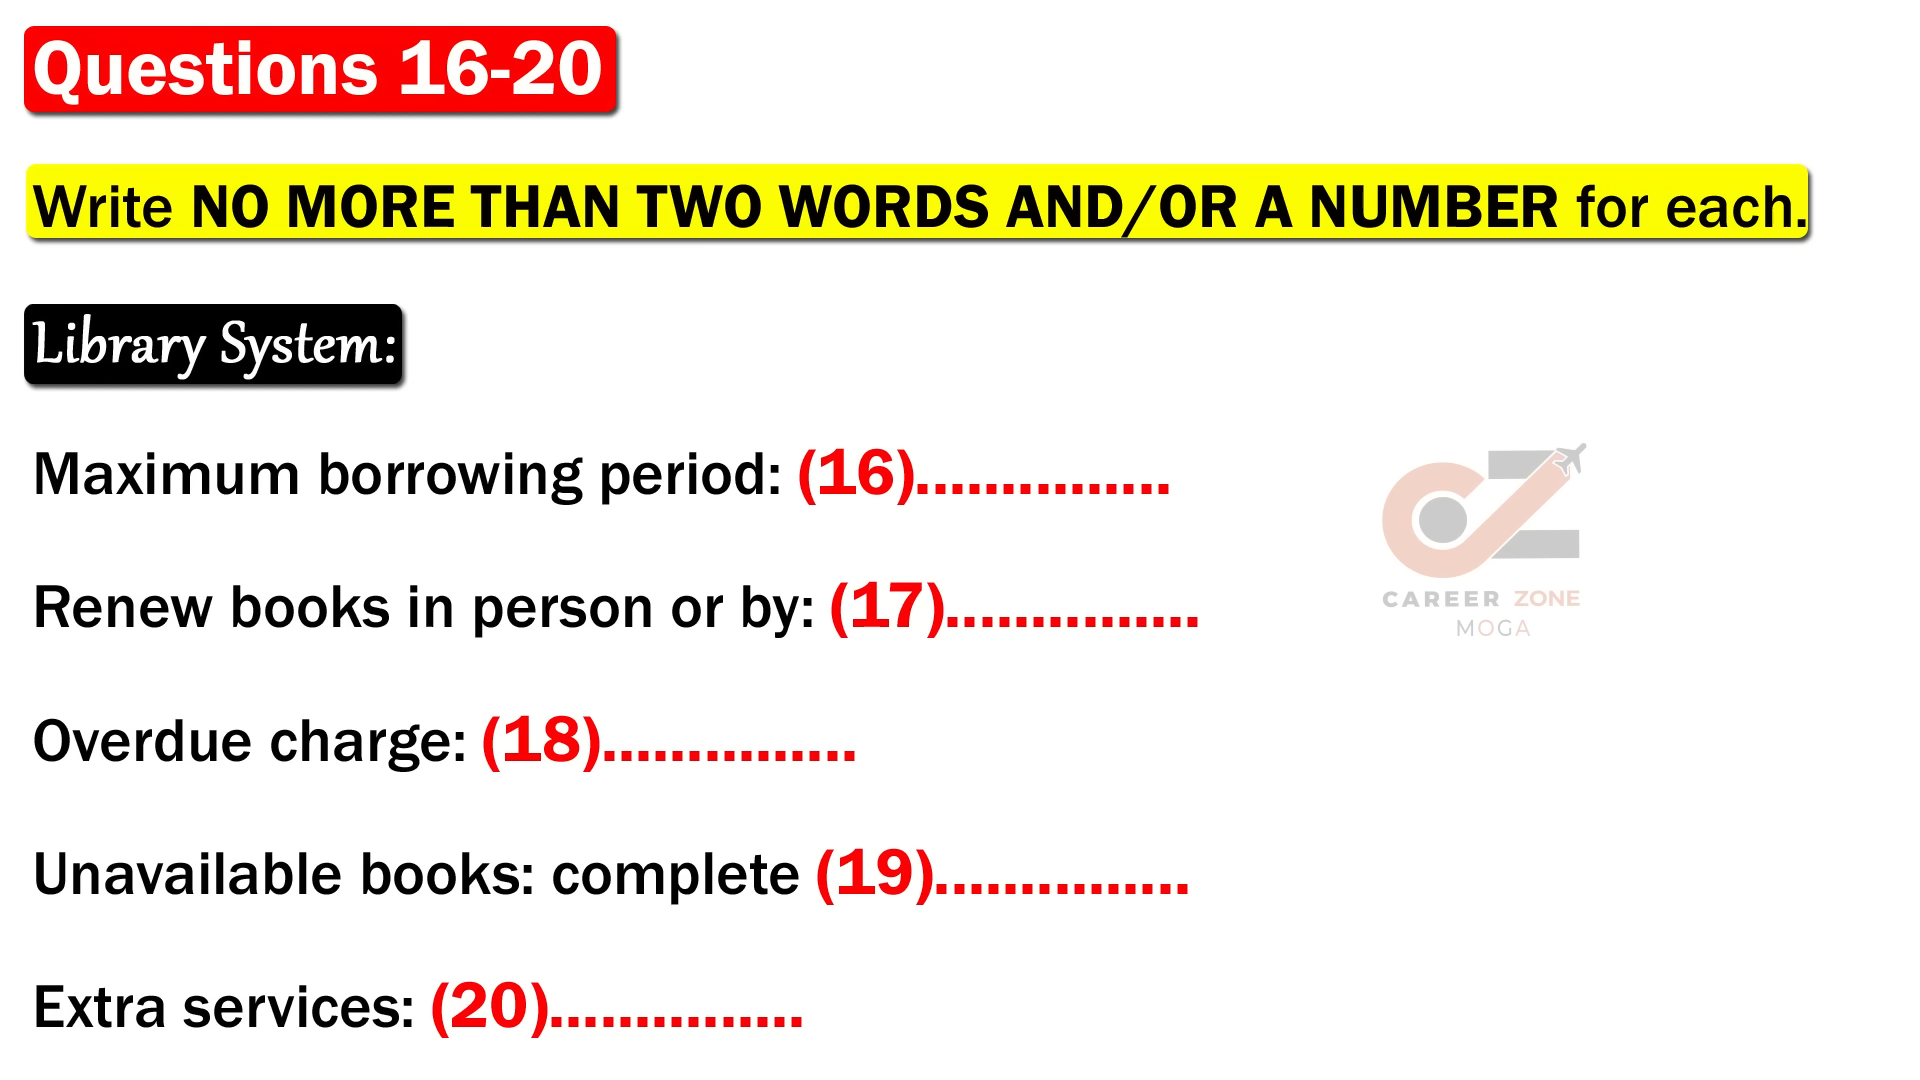 Questions 16-20
Write NO MORE THAN TWO WORDS AND/OR A NUMBER for each.
Library System:
Maximum borrowing period: (16)...............
Renew books in person or by: (17)...............
CAREER ZONE
MOGA
Overdue charge: (18)...............
Unavailable books: complete (19)...............
Extra services: (20)...............